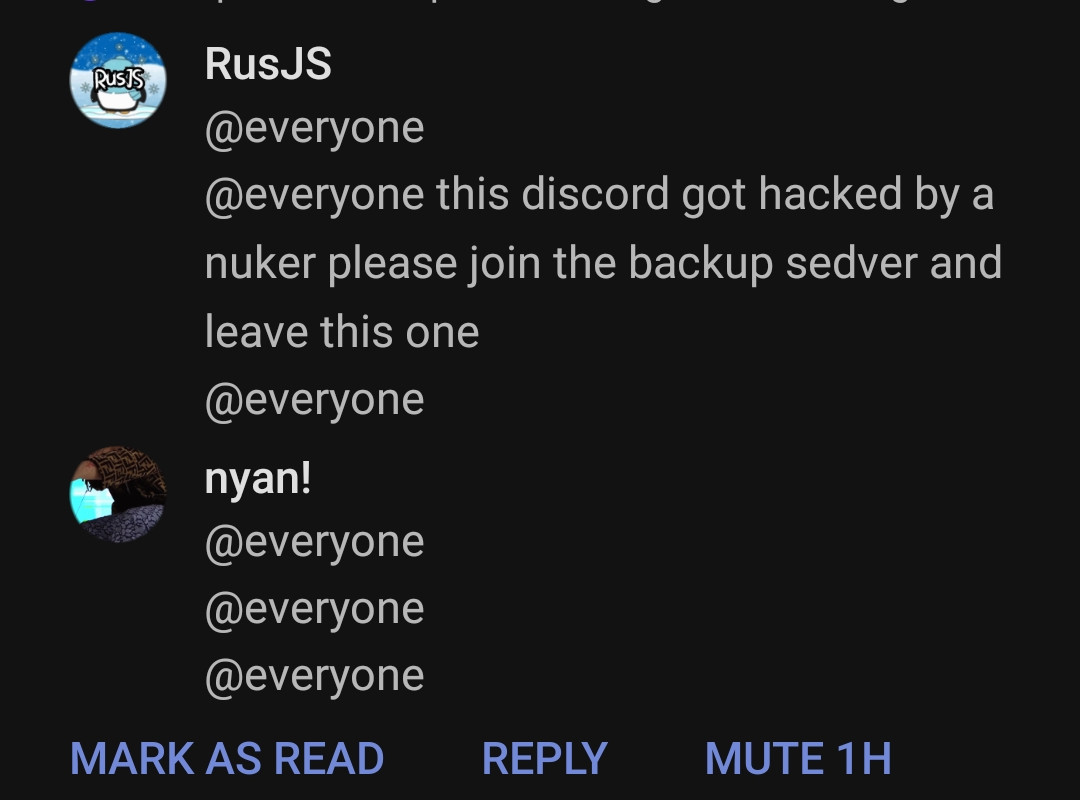 RusJS
RusJS
@everyone
@everyone this discord got hacked by a
nuker please join the backup sedver and
leave this one
@everyone
nyan!
@everyone
@everyone
@everyone
MARK AS READ REPLY MUTE 1H